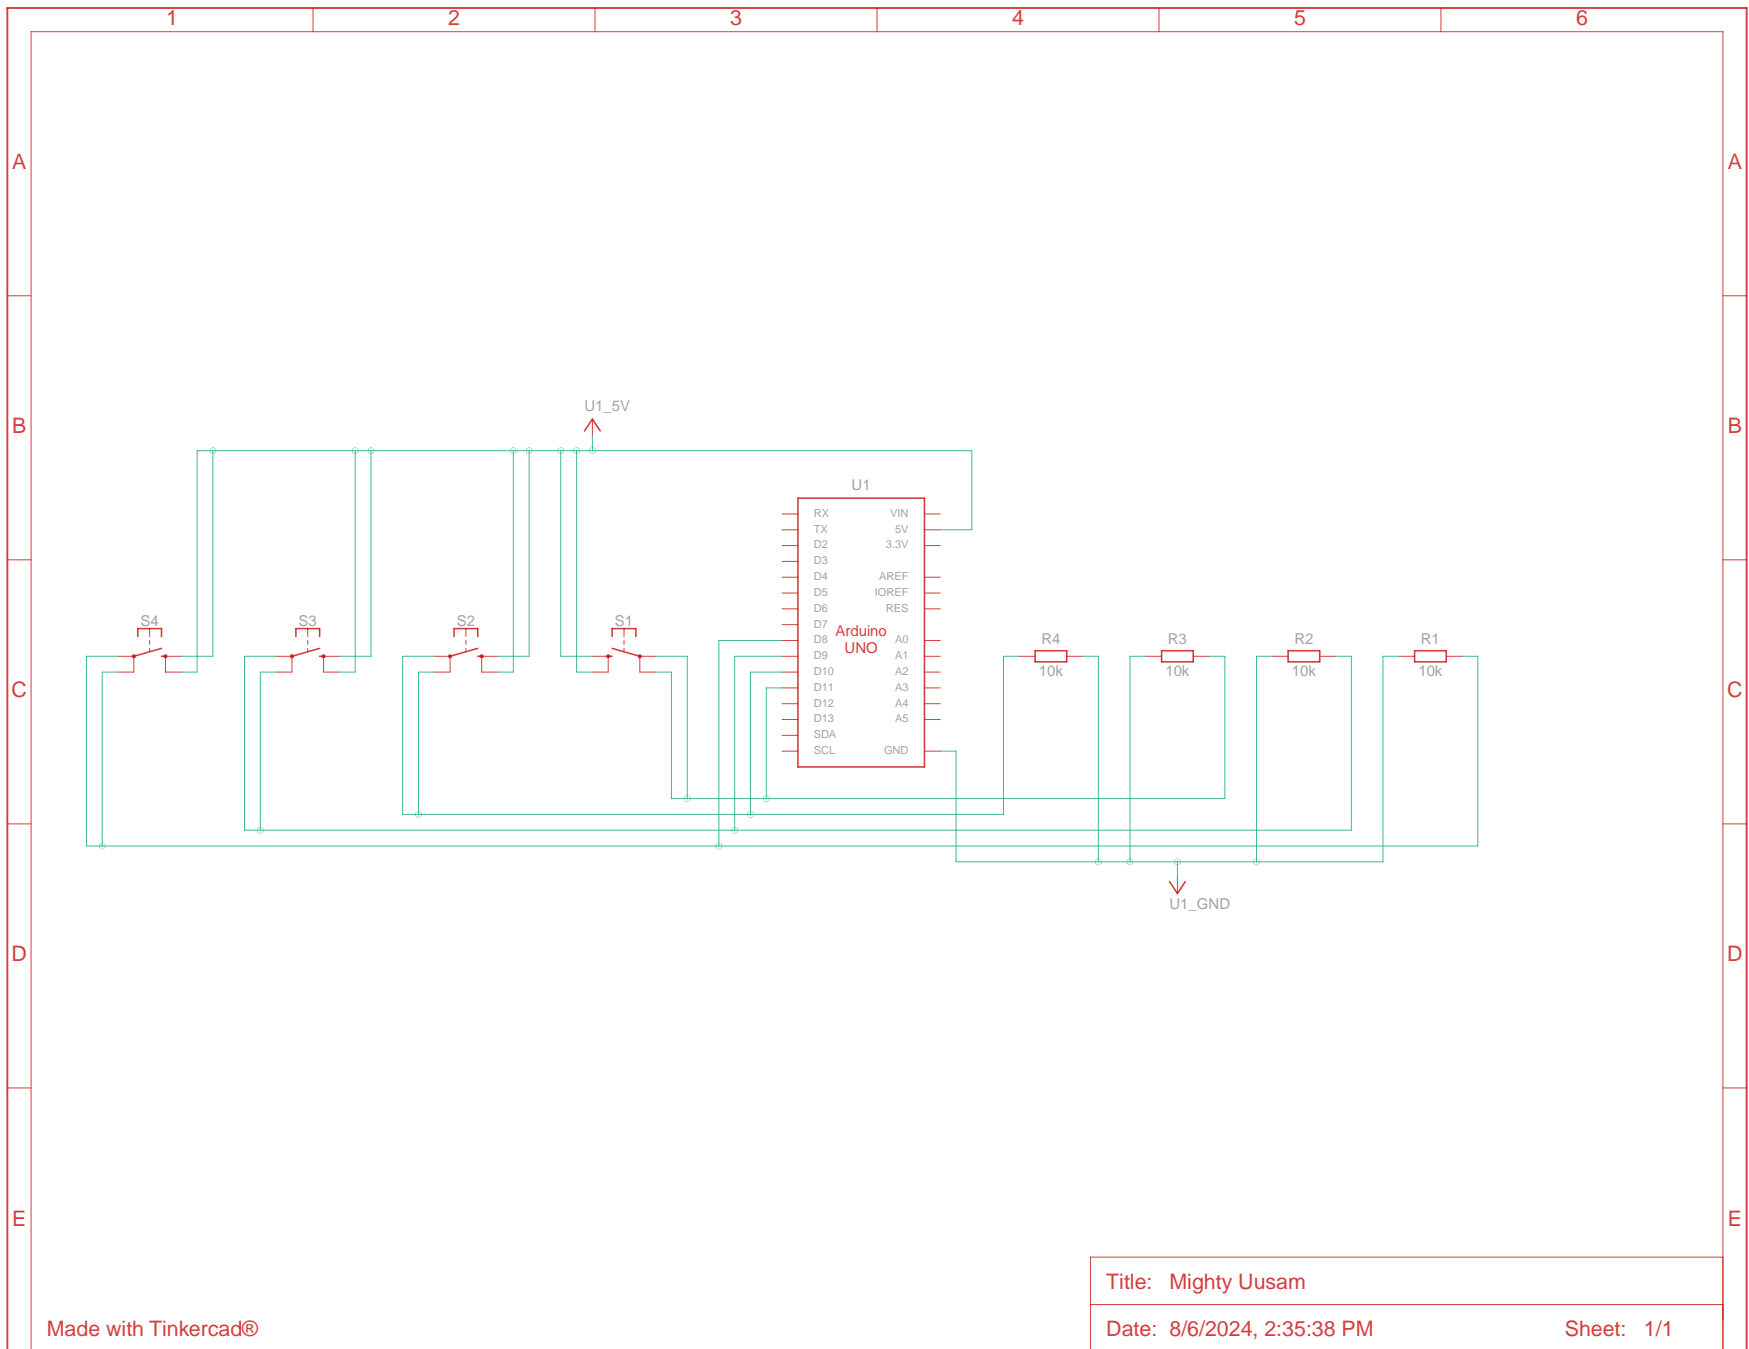 1 2 3 4 5 6
A A
B B
U1_5V
U1
RX VIN
TX 5V
D2 3.3V
D3
D4 AREF
D5 IOREF
D6 RES
D7
S4 S3 S2 S1
Arduino
UNO
D8 A0
D9 A1
D10 A2
D11 A3
D12 A4
D13 A5
SDA
SCL GND
R4 R3 R2 R1
10k 10k 10k 10k
C C
U1_GND
D D
E E
Title: Mighty Uusam
Made with Tinkercad®
Date: 8/6/2024, 2:35:38 PM Sheet: 1/1